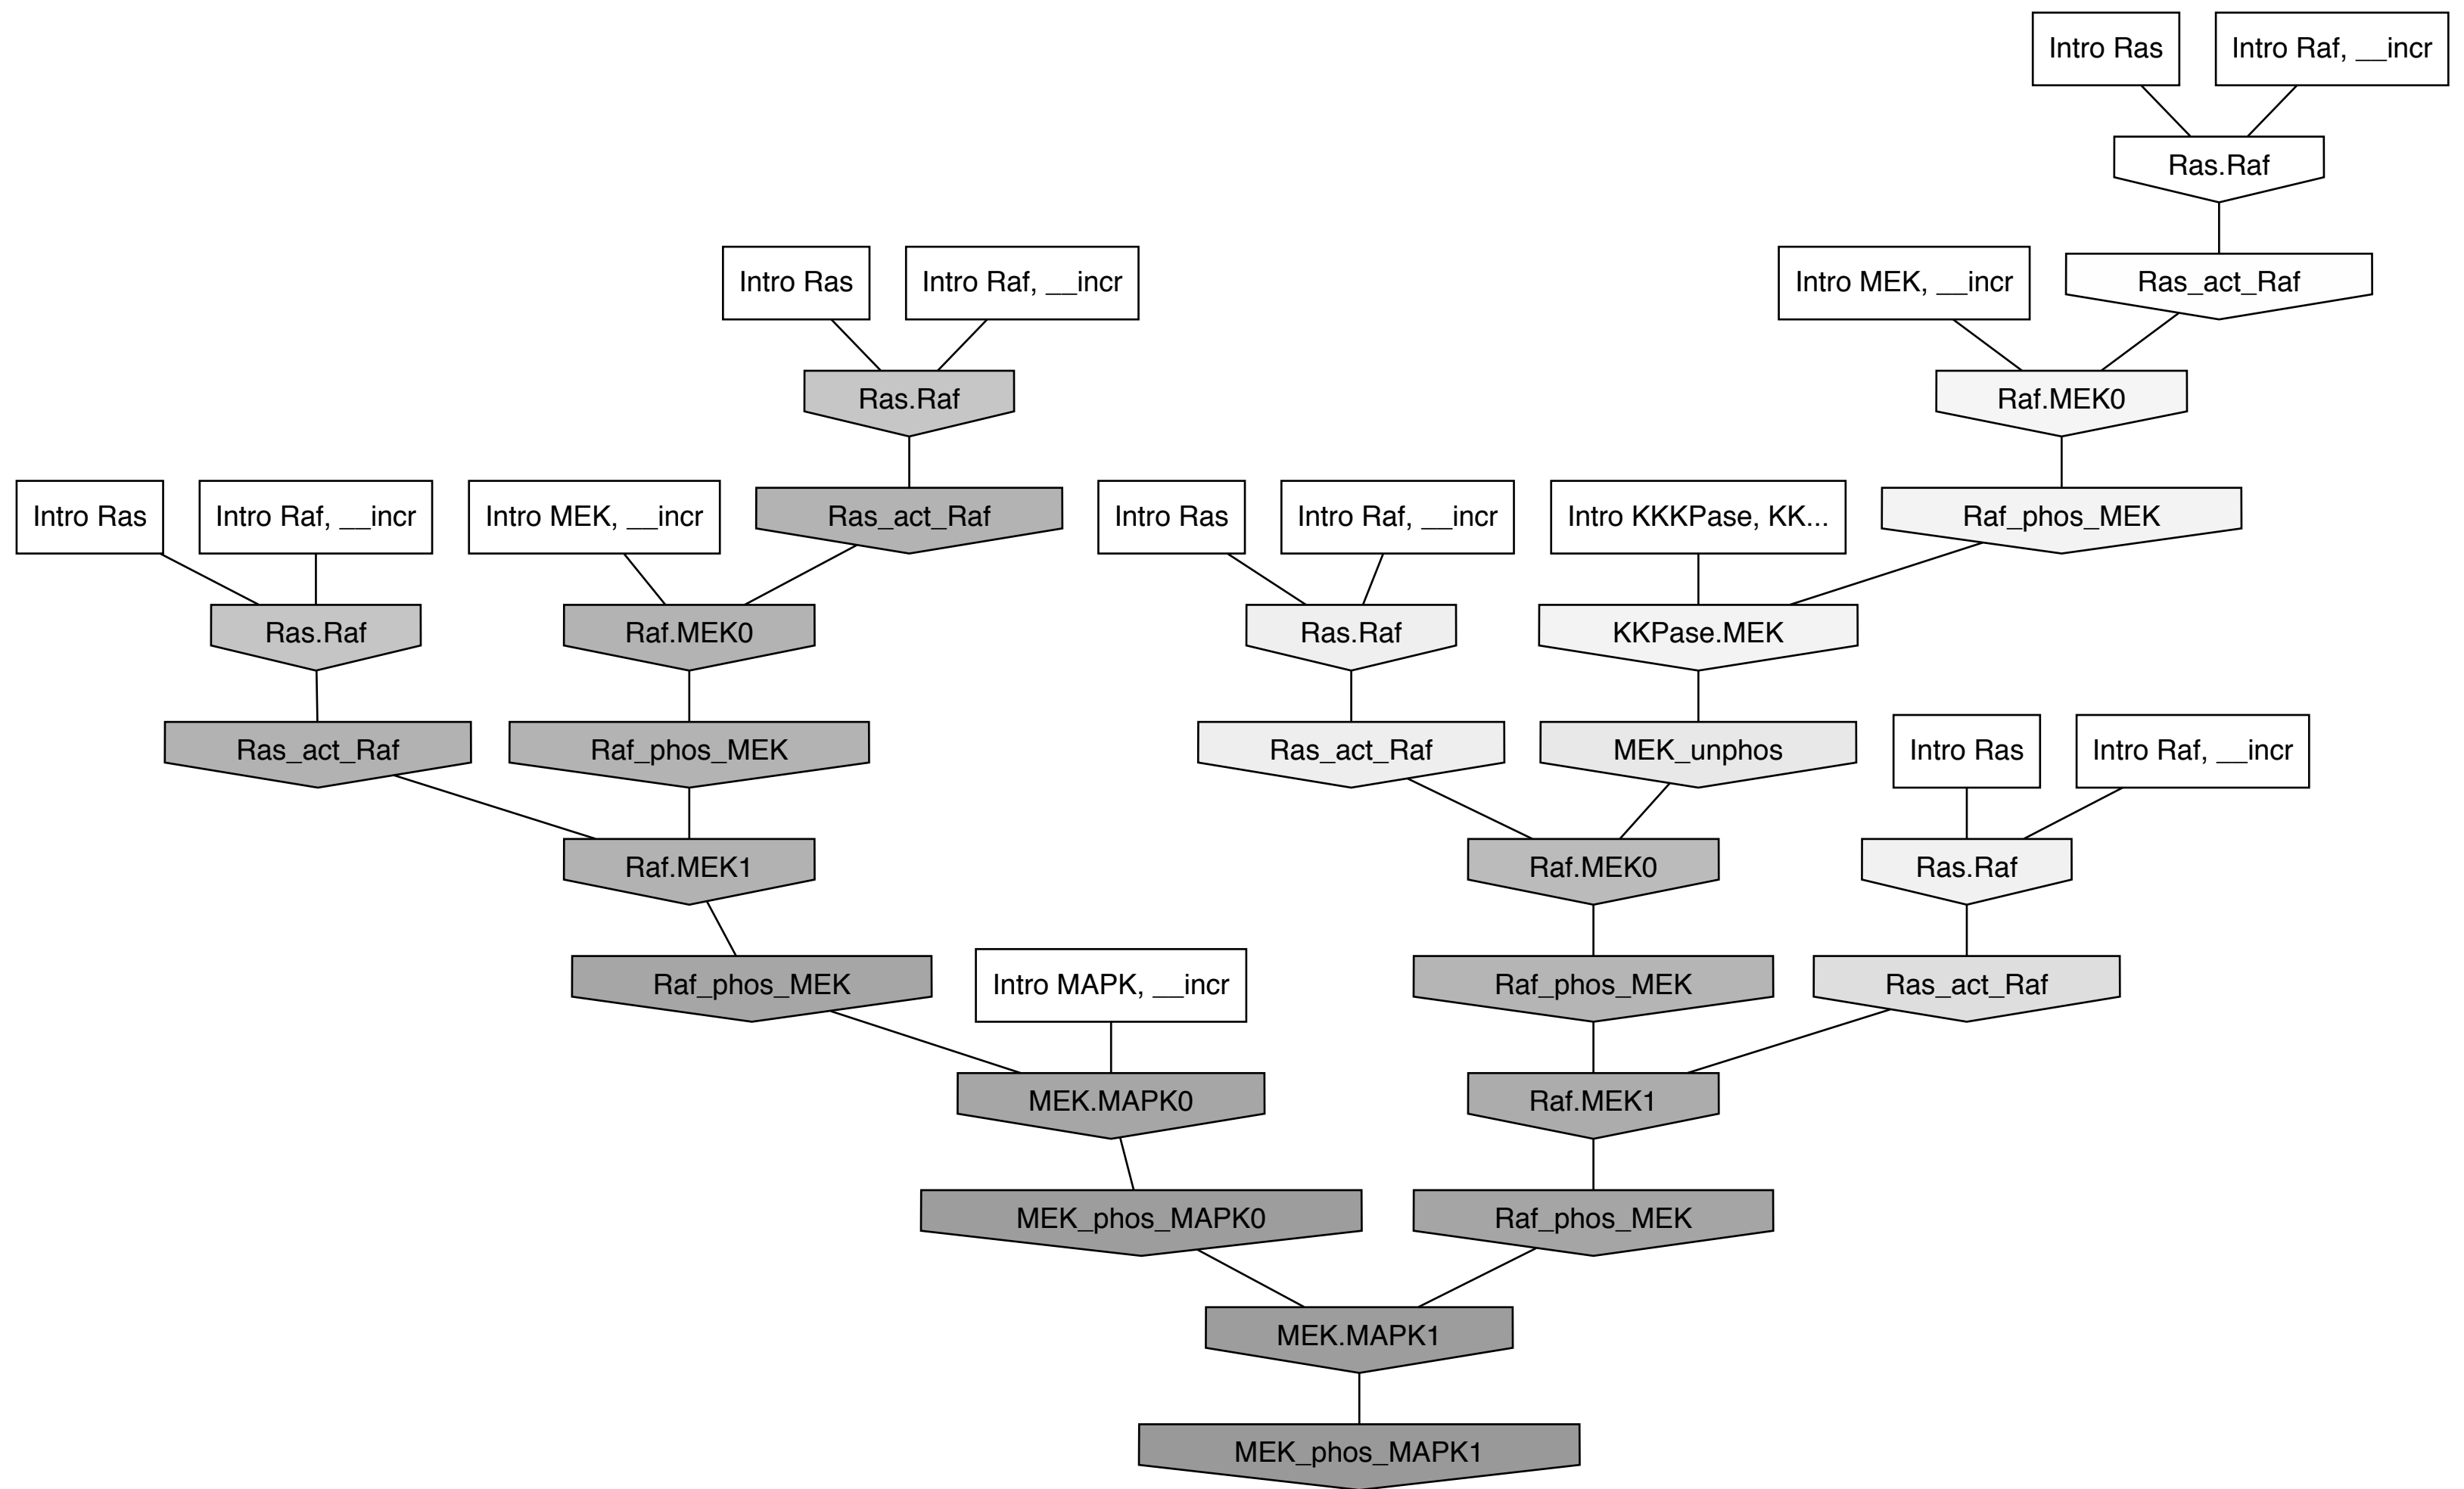 Intro Ras
Intro Raf, __incr
Ras.Raf
Intro Ras
Intro Raf, __incr
Intro MEK, __incr
Ras_act_Raf
Ras.Raf
Raf.MEK0
Intro Ras
Intro Raf, __incr
Intro MEK, __incr
Ras_act_Raf
Intro Ras
Intro Raf, __incr
Intro KKKPase, KK...
Raf_phos_MEK
Ras.Raf
Raf.MEK0
Ras.Raf
KKPase.MEK
Ras_act_Raf
Raf_phos_MEK
Ras_act_Raf
MEK_unphos
Intro Ras
Intro Raf, __incr
Raf.MEK1
Raf.MEK0
Ras.Raf
Raf_phos_MEK
Intro MAPK, __incr
Raf_phos_MEK
Ras_act_Raf
MEK.MAPK0
Raf.MEK1
MEK_phos_MAPK0
Raf_phos_MEK
MEK.MAPK1
MEK_phos_MAPK1